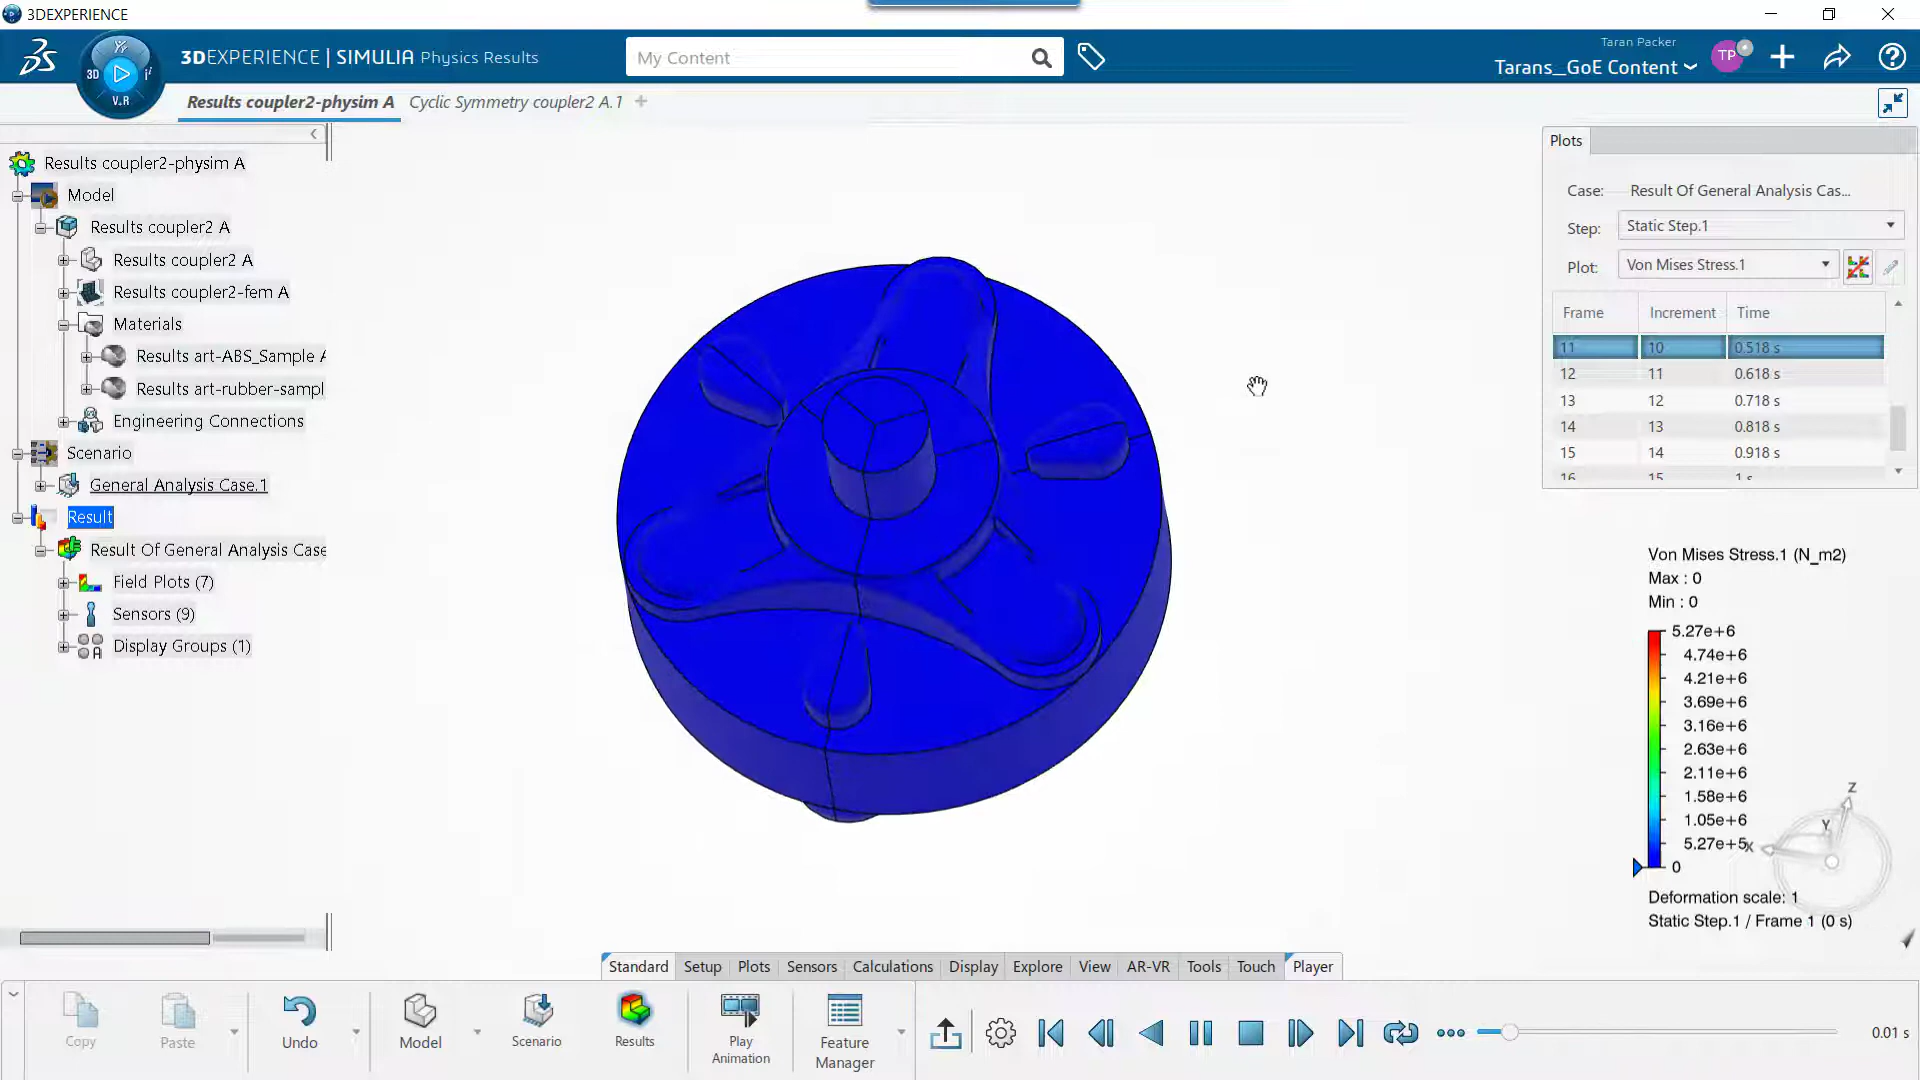 3DEXPERIENCE
3DEXPERIENCE | SIMULIA Physics Results
My Content
Taran Packer
Tarans_GoE Content
TP
3D
V.R
Results coupler2-physim A
Cyclic Symmetry coupler2 A.1
Results coupler2-physim A
Model
Results coupler2 A
Results coupler2 A
Results coupler2-fem A
Materials
Results art-ABS_Sample A
Results art-rubber-sampl
Engineering Connections
Scenario
General Analysis Case.1
Result
Result Of General Analysis Case
Field Plots (7)
Sensors (9)
Display Groups (1)
Plots
Case: Result Of General Analysis Cas...
Step: Static Step.1
Plot: Von Mises Stress.1
Frame Increment Time
11 10 0.518 s
12 11 0.618 s
13 12 0.718 s
14 13 0.818 s
15 14 0.918 s
16 15 1 s
Von Mises Stress.1 (N_m2)
Max : 0
Min : 0
5.27e+6
4.74e+6
4.21e+6
3.69e+6
3.16e+6
2.63e+6
2.11e+6
1.58e+6
1.05e+6
5.27e+5
0
Z
Y
X
Deformation scale: 1
Static Step.1 / Frame 1 (0 s)
Standard Setup Plots Sensors Calculations Display Explore View AR-VR Tools Touch Player
Copy
Paste
Undo
Model
Scenario
Results
Play Animation
Feature Manager
0.01 s